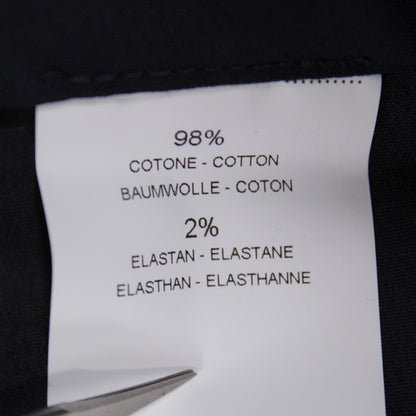 98%
COTONE - COTTON
BAUMWOLLE - COTON
2%
ELASTAN - ELASTANE
ELASTHAN - ELASTHANNE